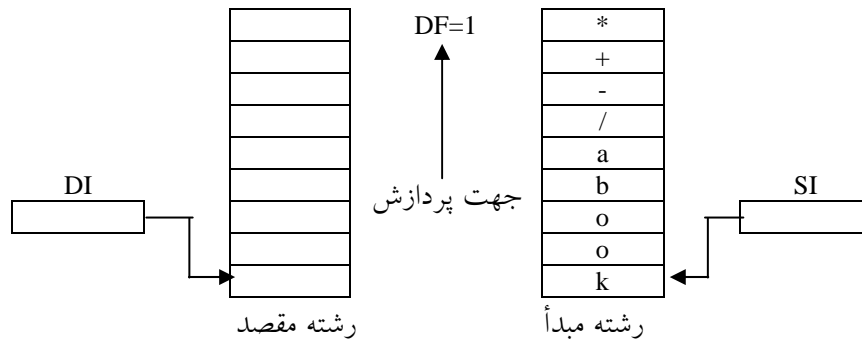 DF=1
*
+
-
/
a
b
o
o
k
DI
SI
جهت پردازش
رشته مقصد
رشته مبدأ